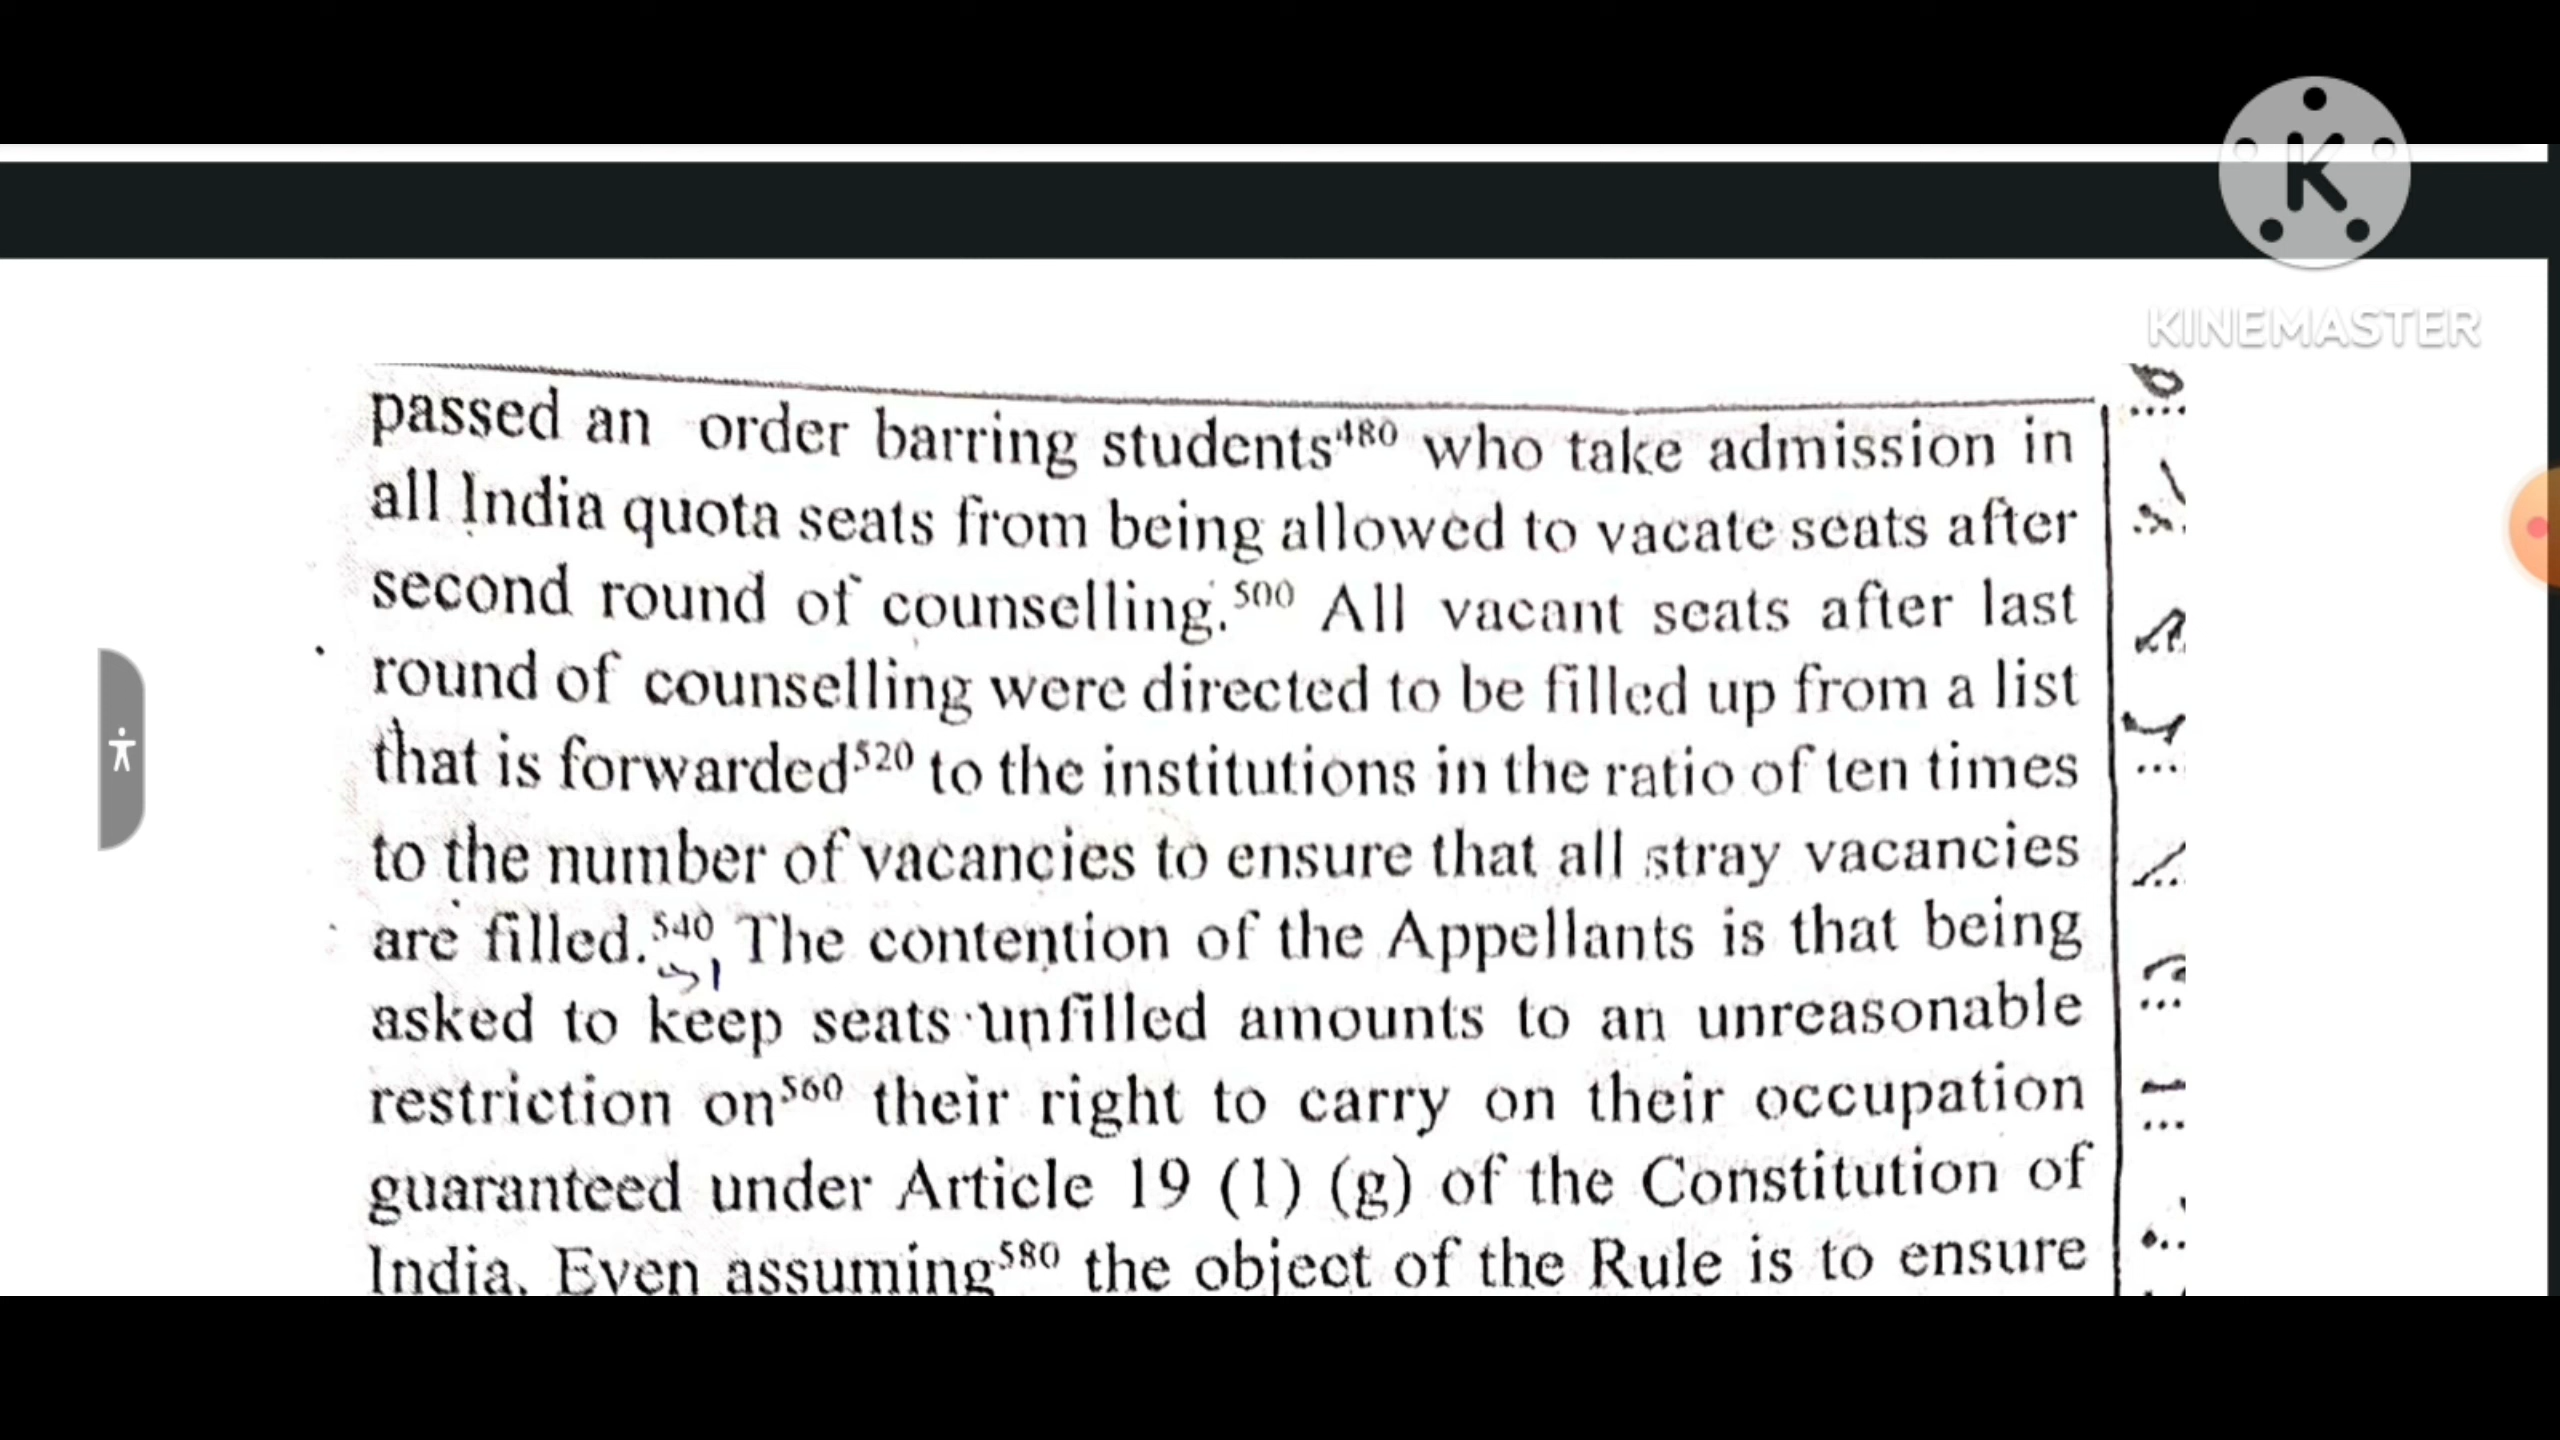 K
KINEMASTER
passed an order barring students480 who take admission in
all India quota seats from being allowed to vacate seats after
second round of counselling.500 All vacant seats after last
round of counselling were directed to be filled up from a list
that is forwarded520 to the institutions in the ratio of ten times
to the number of vacancies to ensure that all stray vacancies
are filled.540 The contention of the Appellants is that being
asked to keep seats unfilled amounts to an unreasonable
restriction on560 their right to carry on their occupation
guaranteed under Article 19 (1) (g) of the Constitution of
India. Even assuming580 the object of the Rule is to ensure